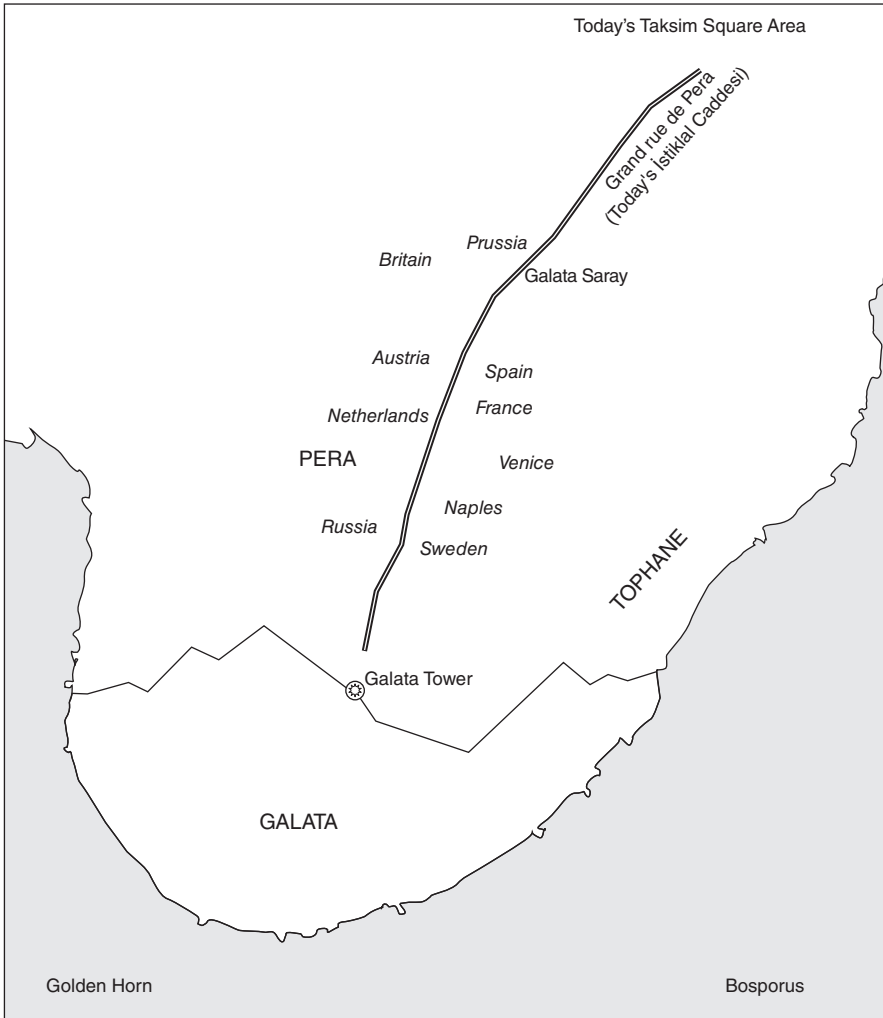 Today's Taksim Square Area
Grand rue de Pera
(Today's İstiklal Caddesi)
Prussia
Britain
Galata Saray
Austria
Spain
France
Netherlands
PERA
Venice
Naples
Russia
Sweden
TOPHANE
Galata Tower
GALATA
Golden Horn
Bosporus